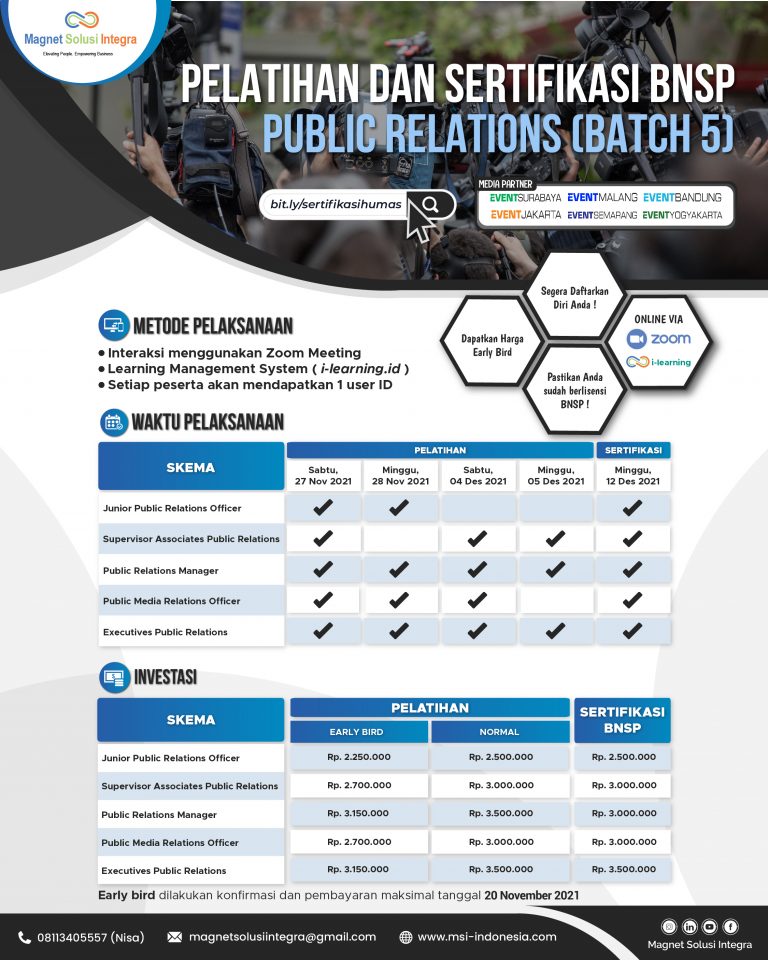 Magnet Solusi Integra
Elevating People, Empowering Business
PELATIHAN DAN SERTIFIKASI BNSP
PUBLIC RELATIONS (BATCH 5)
bit.ly/sertifikasihumas
MEDIA PARTNER
EVENTSURABAYA EVENTMALANG EVENTBANDUNG
EVENTJAKARTA EVENTSEMARANG EVENTYOGYAKARTA
Segera Daftarkan
Diri Anda !
Dapatkan Harga
Early Bird
ONLINE VIA
zoom
i-learning
Pastikan Anda
sudah berlisensi
BNSP !
METODE PELAKSANAAN
• Interaksi menggunakan Zoom Meeting
• Learning Management System ( i-learning.id )
• Setiap peserta akan mendapatkan 1 user ID
WAKTU PELAKSANAAN
SKEMA PELATIHAN SERTIFIKASI
Sabtu, 27 Nov 2021 Minggu, 28 Nov 2021 Sabtu, 04 Des 2021 Minggu, 05 Des 2021 Minggu, 12 Des 2021
Junior Public Relations Officer ✔ ✔ ✔
Supervisor Associates Public Relations ✔ ✔ ✔ ✔
Public Relations Manager ✔ ✔ ✔ ✔ ✔
Public Media Relations Officer ✔ ✔ ✔ ✔
Executives Public Relations ✔ ✔ ✔ ✔ ✔
INVESTASI
SKEMA PELATIHAN SERTIFIKASI BNSP
EARLY BIRD NORMAL
Junior Public Relations Officer Rp. 2.250.000 Rp. 2.500.000 Rp. 2.500.000
Supervisor Associates Public Relations Rp. 2.700.000 Rp. 3.000.000 Rp. 3.000.000
Public Relations Manager Rp. 3.150.000 Rp. 3.500.000 Rp. 3.000.000
Public Media Relations Officer Rp. 2.700.000 Rp. 3.000.000 Rp. 3.000.000
Executives Public Relations Rp. 3.150.000 Rp. 3.500.000 Rp. 3.500.000
Early bird dilakukan konfirmasi dan pembayaran maksimal tanggal 20 November 2021
08113405557 (Nisa) magnetsolusiintegra@gmail.com www.msi-indonesia.com
Magnet Solusi Integra